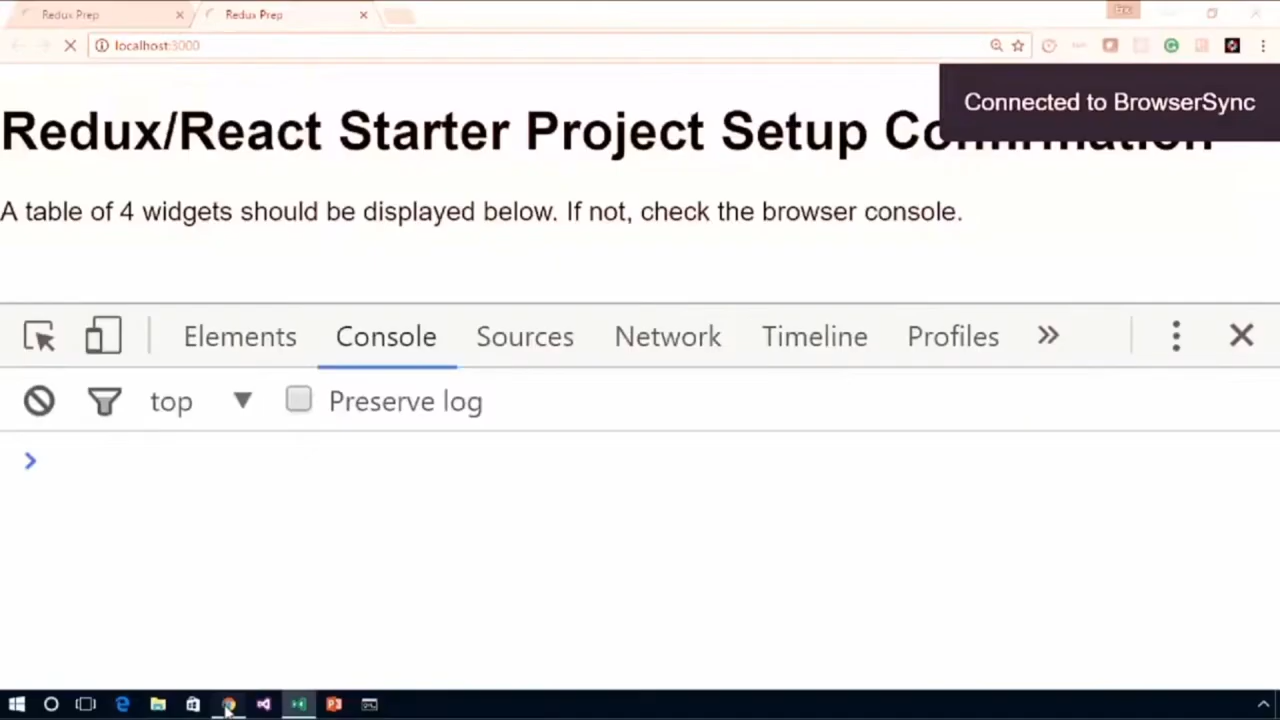 Redux Prep
Redux Prep
localhost:3000
Connected to BrowserSync
Redux/React Starter Project Setup Confirmation
A table of 4 widgets should be displayed below. If not, check the browser console.
Elements Console Sources Network Timeline Profiles
top Preserve log